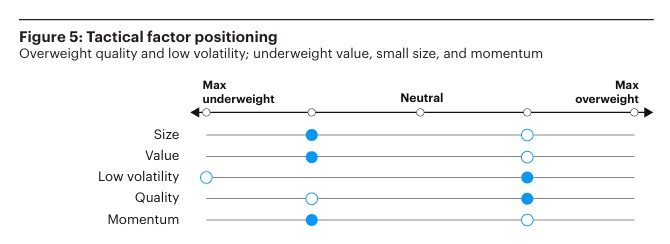 Figure 5: Tactical factor positioning
Overweight quality and low volatility; underweight value, small size, and momentum
Max
underweight
Neutral
Max
overweight
Size
Value
Low volatility
Quality
Momentum